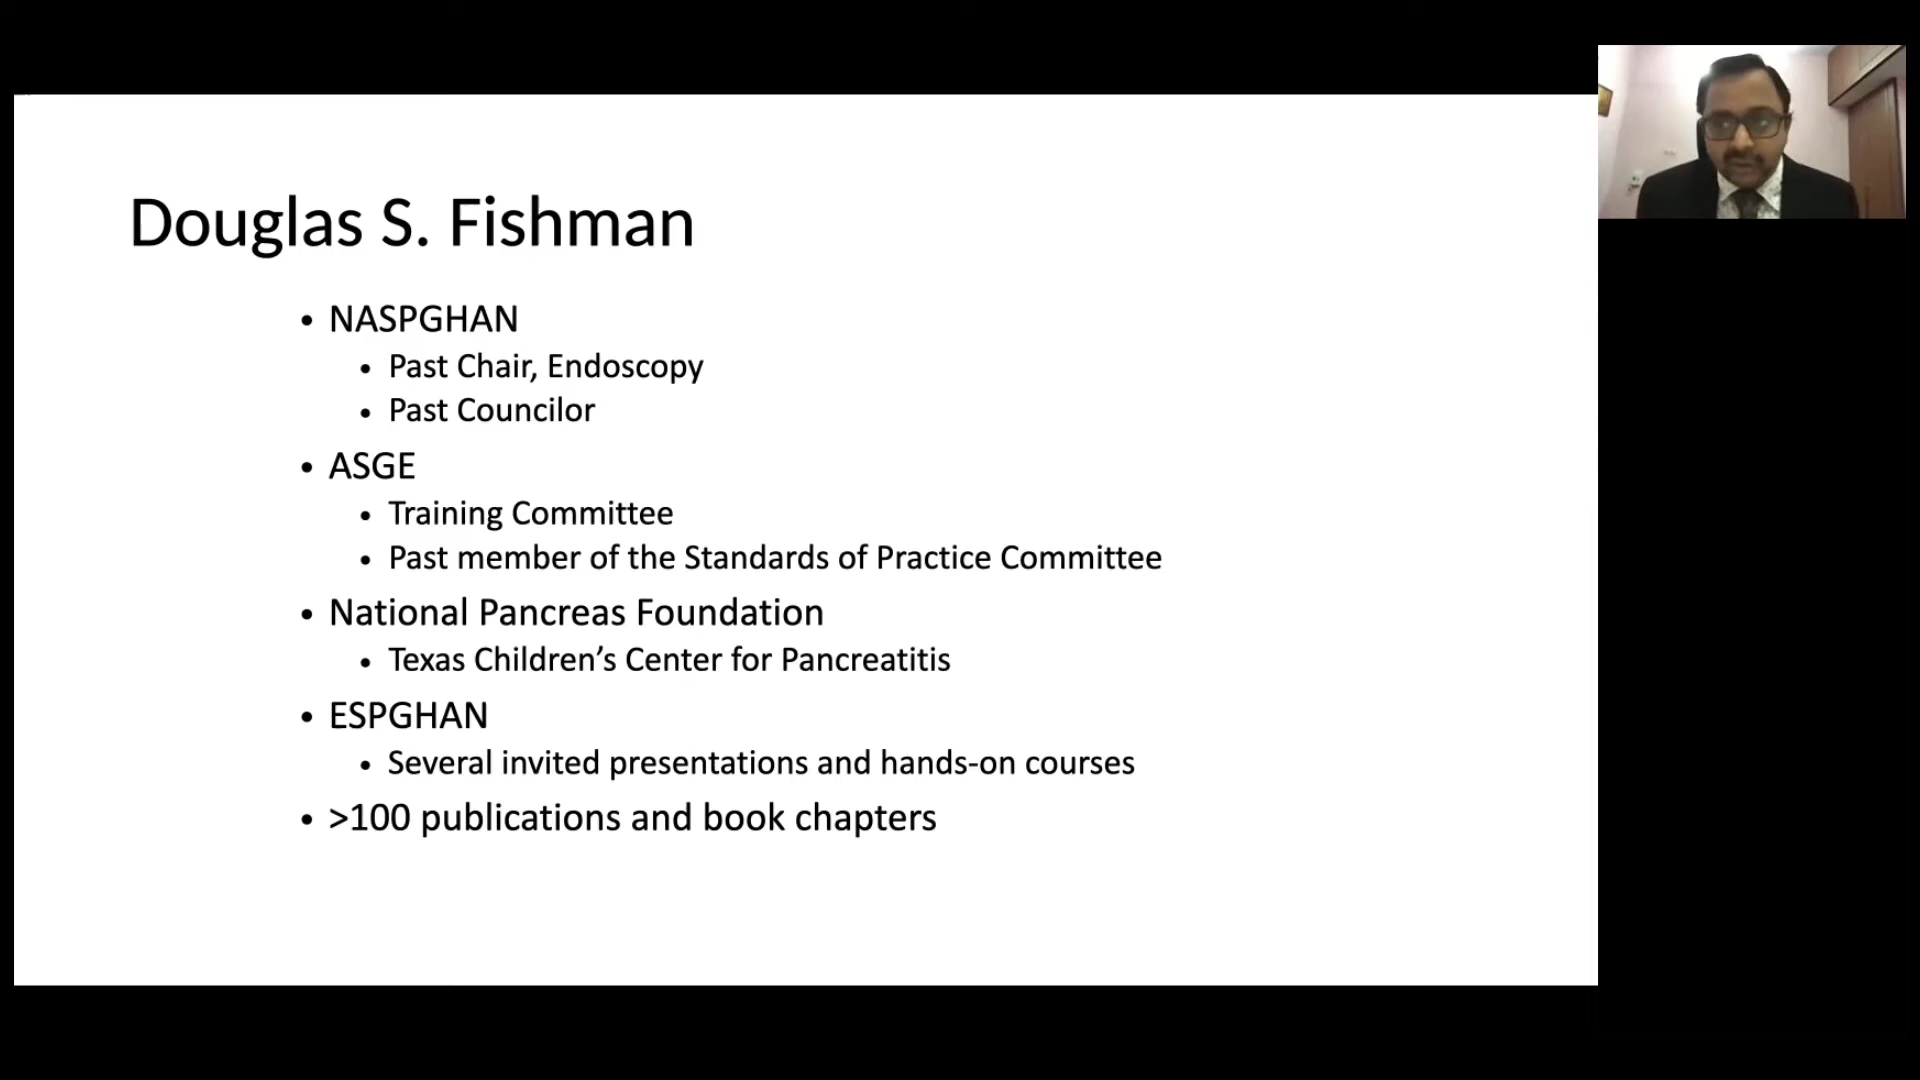 Douglas S. Fishman
• NASPGHAN
• Past Chair, Endoscopy
• Past Councilor
• ASGE
• Training Committee
• Past member of the Standards of Practice Committee
• National Pancreas Foundation
• Texas Children’s Center for Pancreatitis
• ESPGHAN
• Several invited presentations and hands-on courses
• >100 publications and book chapters